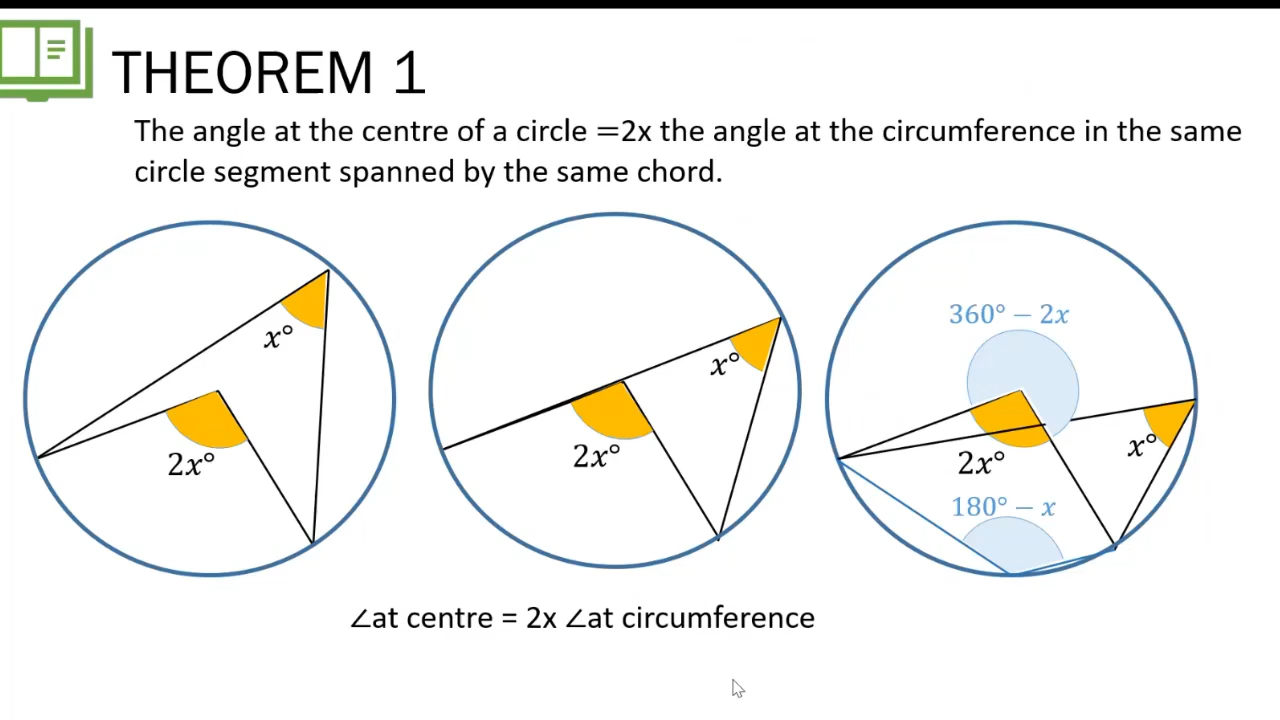 THEOREM 1
The angle at the centre of a circle =2x the angle at the circumference in the same
circle segment spanned by the same chord.
x°
2x°
x°
2x°
360° − 2x
x°
2x°
180° − x
∠at centre = 2x ∠at circumference